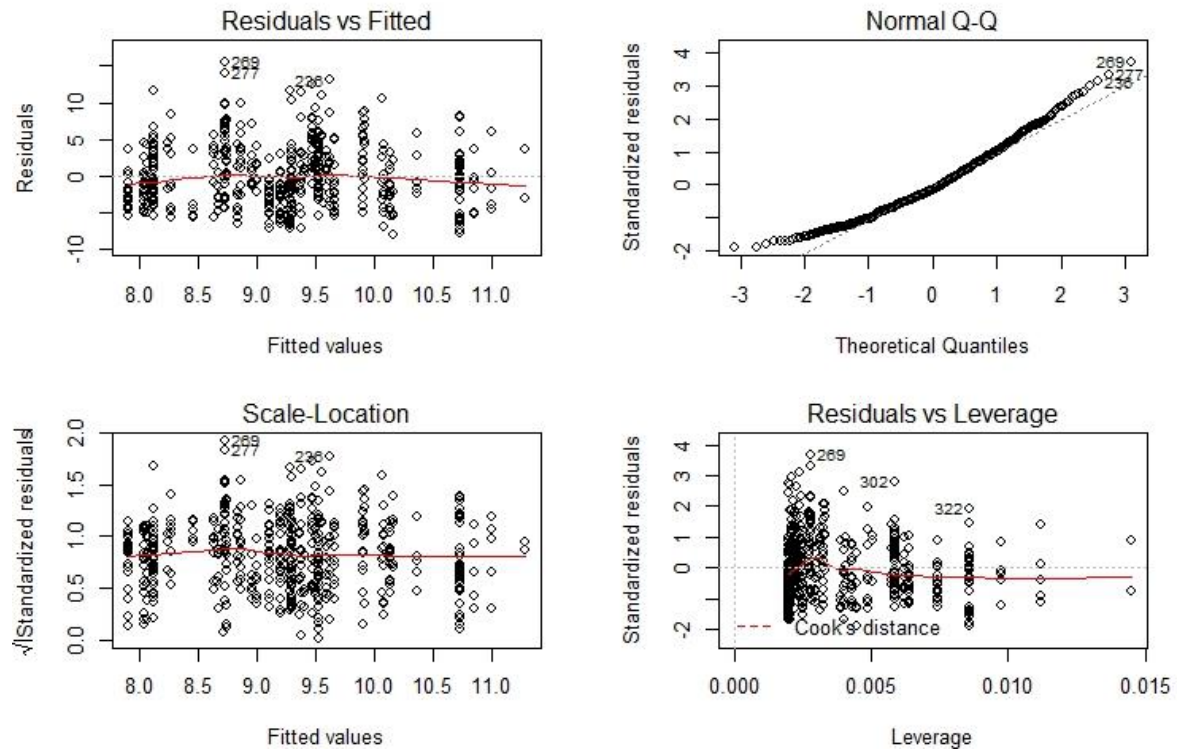 Residuals vs Fitted
Residuals
10
5
0
-10
269
277
236
8.0 8.5 9.0 9.5 10.0 10.5 11.0
Fitted values
Normal Q-Q
Standardized residuals
4
3
2
1
0
-2
269
277
236
-3 -2 -1 0 1 2 3
Theoretical Quantiles
Scale-Location
√|Standardized residuals|
2.0
1.5
1.0
0.5
0.0
269
277
236
8.0 8.5 9.0 9.5 10.0 10.5 11.0
Fitted values
Residuals vs Leverage
Standardized residuals
4
3
2
1
0
-2
269
302
322
Cook's distance
0.000 0.005 0.010 0.015
Leverage